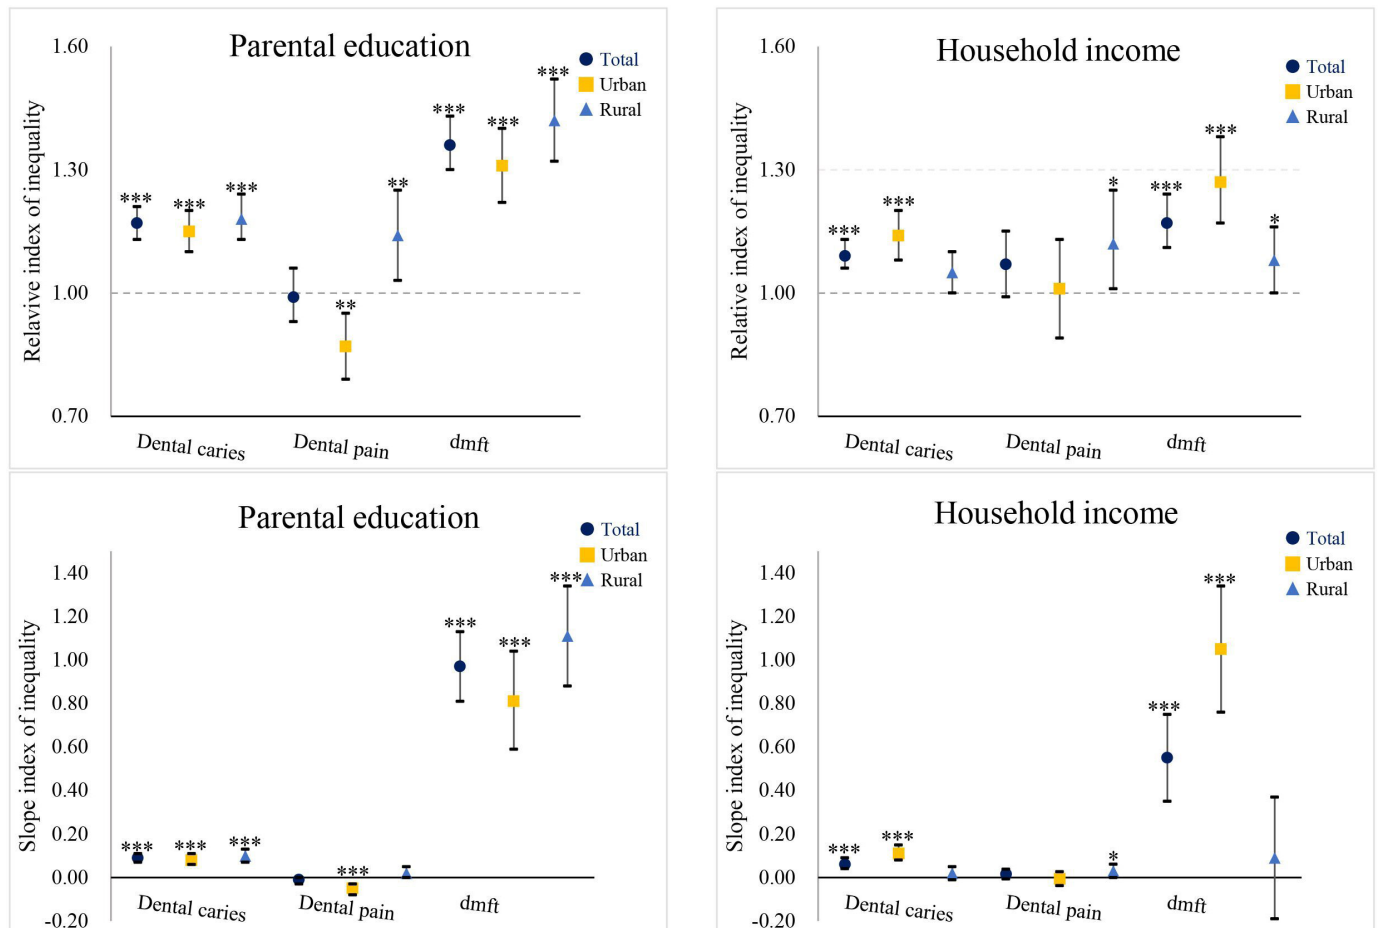 Parental education
1.60
1.30
1.00
0.70
Relavive index of inequality
Total
Urban
Rural
***
***
***
**
**
***
***
***
Dental caries
Dental pain
dmft
Household income
1.60
1.30
1.00
0.70
Relative index of inequality
Total
Urban
Rural
***
***
*
***
***
*
Dental caries
Dental pain
dmft
Parental education
1.40
1.20
1.00
0.80
0.60
0.40
0.20
0.00
-0.20
Slope index of inequality
Total
Urban
Rural
***
***
***
***
***
***
***
Dental caries
Dental pain
dmft
Household income
1.40
1.20
1.00
0.80
0.60
0.40
0.20
0.00
-0.20
Slope index of inequality
Total
Urban
Rural
***
***
*
***
***
Dental caries
Dental pain
dmft